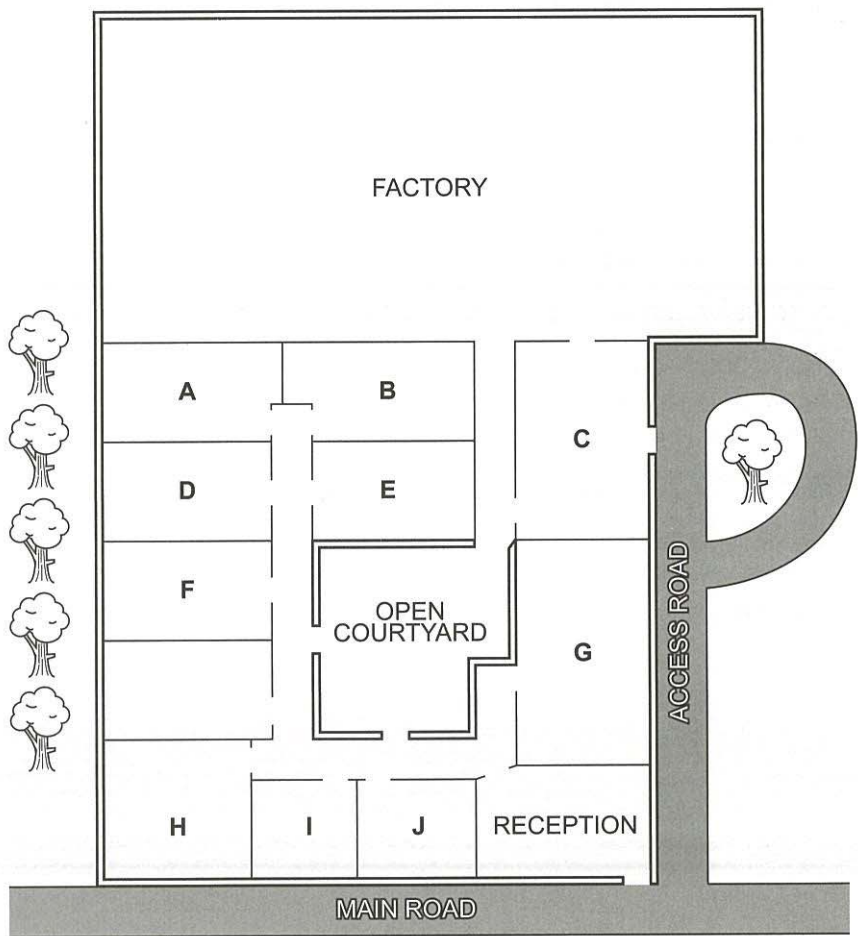 FACTORY
A
B
C
D
E
F
OPEN
COURTYARD
G
ACCESS ROAD
H
I
J
RECEPTION
MAIN ROAD